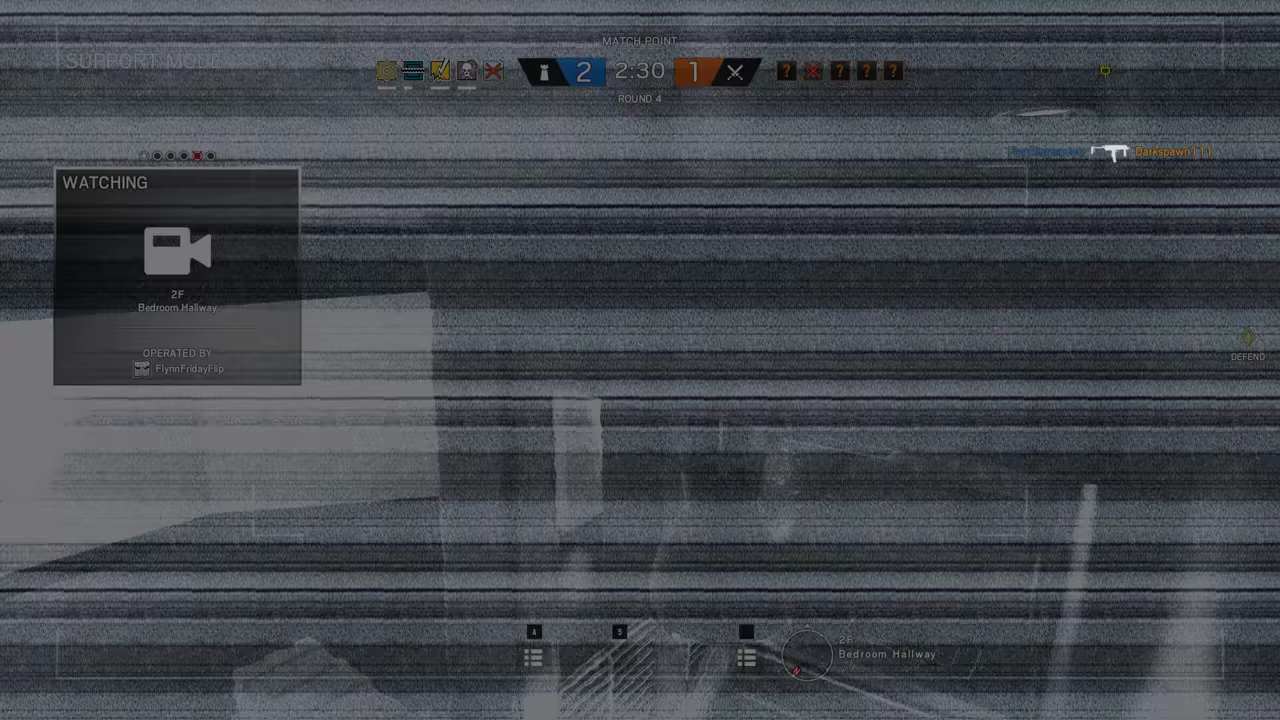 MATCH POINT
SUPPORT MODE
2
2:30
1
? ? ? ?
ROUND 4
Darkspawn
WATCHING
2F
Bedroom Hallway
OPERATED BY
FlynnFridayFlip
DEFEND
A
S
2F
Bedroom Hallway
N